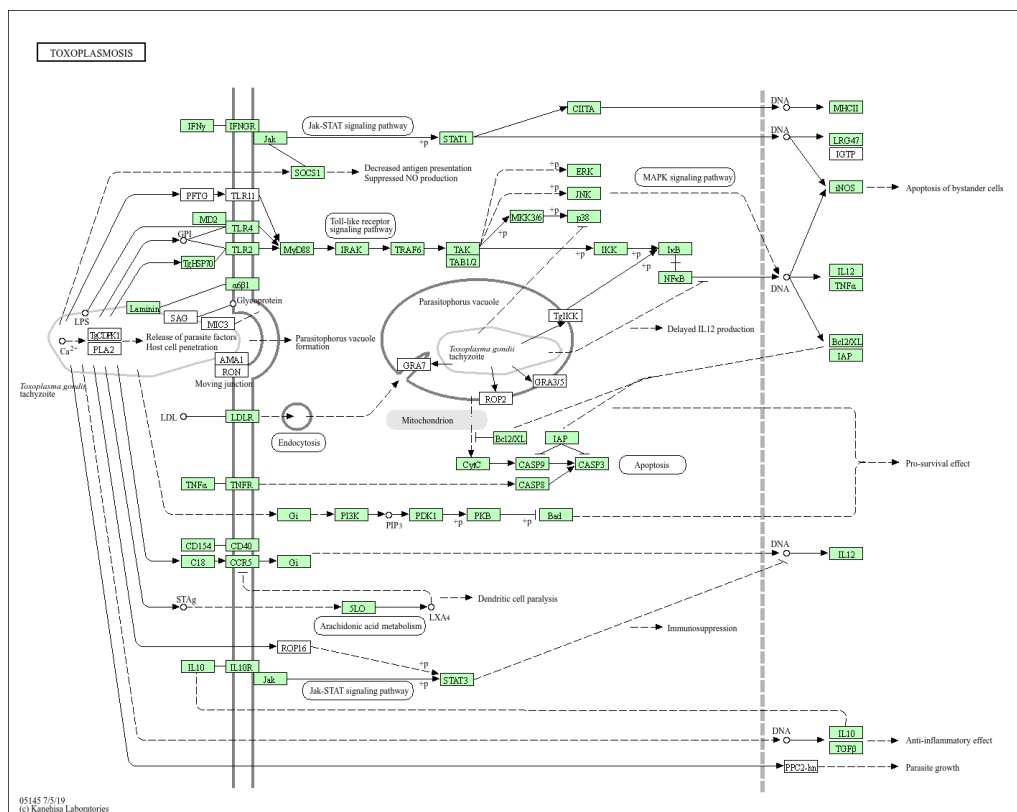 TOXOPLASMOSIS
DNA
CIITA
MHCII
IFNγ
IFNGR
Jak
Jak-STAT signaling pathway
+p
STAT1
DNA
LRG47
IGTP
SOCS1
Decreased antigen presentation
Suppressed NO production
+p
ERK
MAPK signaling pathway
PFTG
TLR11
+p
JNK
iNOS
Apoptosis of bystander cells
MD2
TLR4
Toll-like receptor
signaling pathway
MKK3/6
+p
p38
+p
GPI
TgHSP70
TLR2
MyD88
IRAK
TRAF6
TAK
TAB1/2
+p
IKK
+p
IκB
+p
NFκB
DNA
IL12
TNFα
α6β1
Laminin
Glycoprotein
Parasitophorus vacuole
LPS
SAG
MIC3
TgIKK
Delayed IL12 production
Ca2+
TgCDPK1
PLA2
Release of parasite factors
Host cell penetration
Parasitophorus vacuole
formation
Toxoplasma gondii
tachyzoite
Bcl2/XL
IAP
AMA1
RON
Moving junction
GRA7
GRA3/5
ROP2
Toxoplasma gondii
tachyzoite
LDL
LDLR
Endocytosis
Mitochondrion
Bcl2/XL
IAP
CytC
CASP9
CASP3
Apoptosis
Pro-survival effect
TNFα
TNFR
CASP8
Gi
PI3K
PIP3
PDK1
+p
PKB
+p
Bad
CD154
CD40
C18
CCR5
Gi
DNA
IL12
STAg
5LO
LXA4
Dendritic cell paralysis
Arachidonic acid metabolism
Immunosuppression
ROP16
+p
IL10
IL10R
Jak
Jak-STAT signaling pathway
+p
STAT3
DNA
IL10
TGFβ
Anti-inflammatory effect
PPC2-hn
Parasite growth
05145 7/5/19
(c) Kanehisa Laboratories